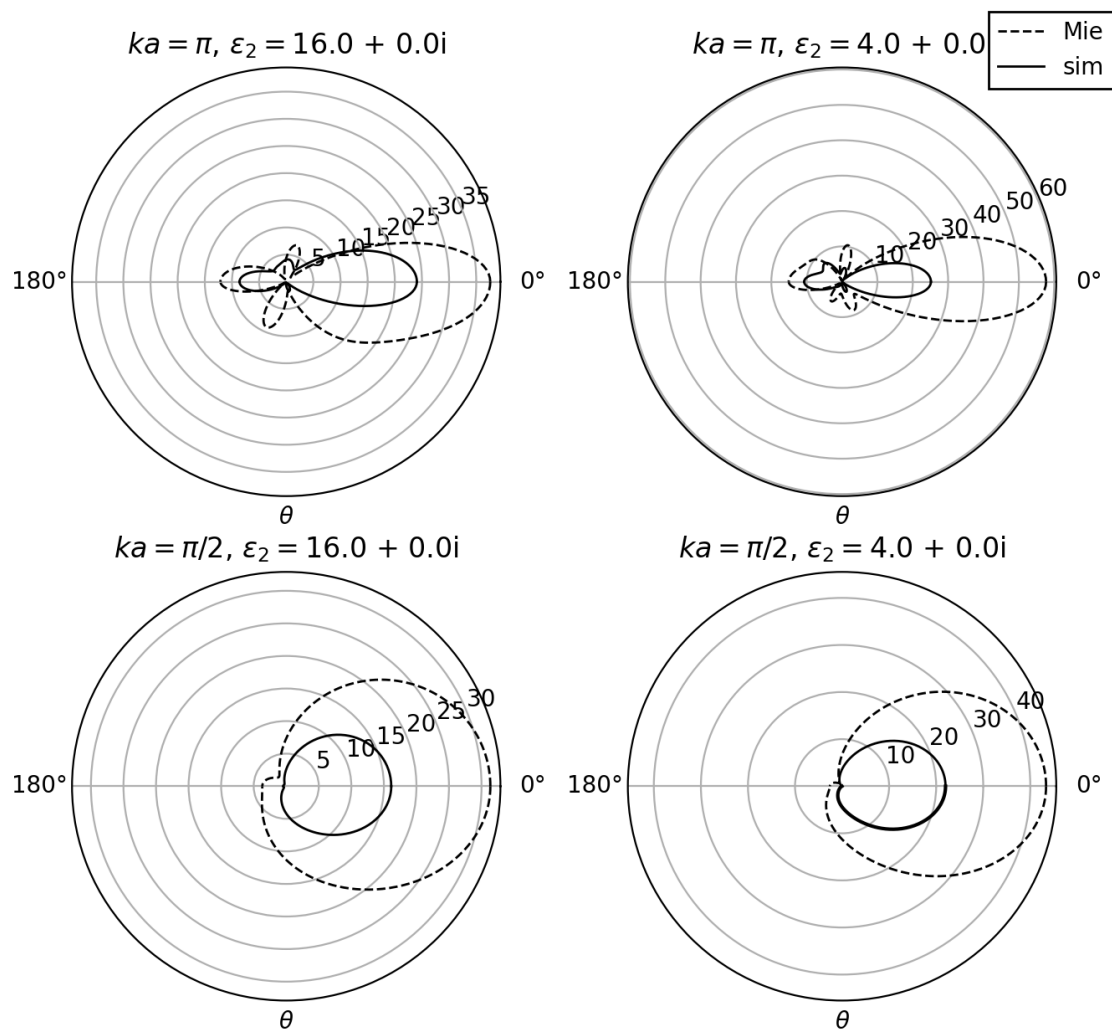 ka = π, ε₂ = 16.0 + 0.0i
5 10 15 20 25 30 35
180°
0°
θ
ka = π, ε₂ = 4.0 + 0.0
10 20 30 40 50 60
180°
0°
θ
Mie
sim
ka = π/2, ε₂ = 16.0 + 0.0i
5 10 15 20 25 30
180°
0°
θ
ka = π/2, ε₂ = 4.0 + 0.0i
10 20 30 40
180°
0°
θ